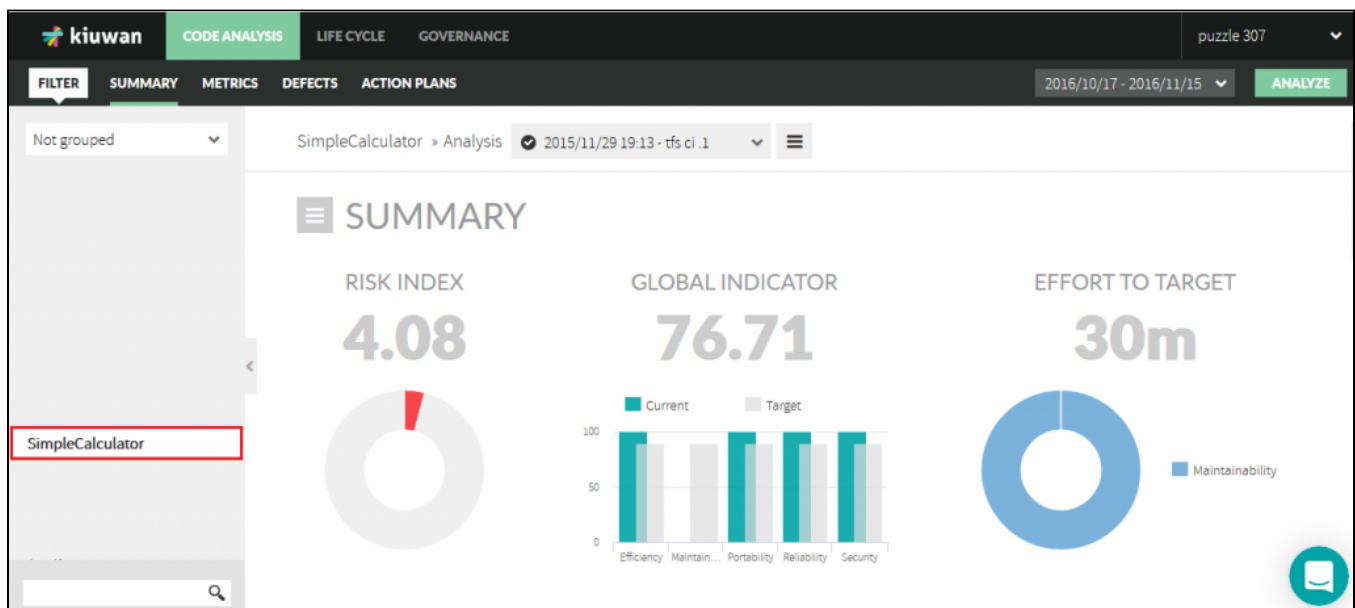 kiuwan CODE ANALYSIS LIFE CYCLE GOVERNANCE puzzle 307
FILTER SUMMARY METRICS DEFECTS ACTION PLANS 2016/10/17 - 2016/11/15 ANALYZE
Not grouped
SimpleCalculator » Analysis 2015/11/29 19:13 - tfs ci .1
SUMMARY
RISK INDEX GLOBAL INDICATOR EFFORT TO TARGET
4.08 76.71 30m
Current Target
100
SimpleCalculator
Maintainability
50
0
Efficiency Maintain... Portability Reliability Security